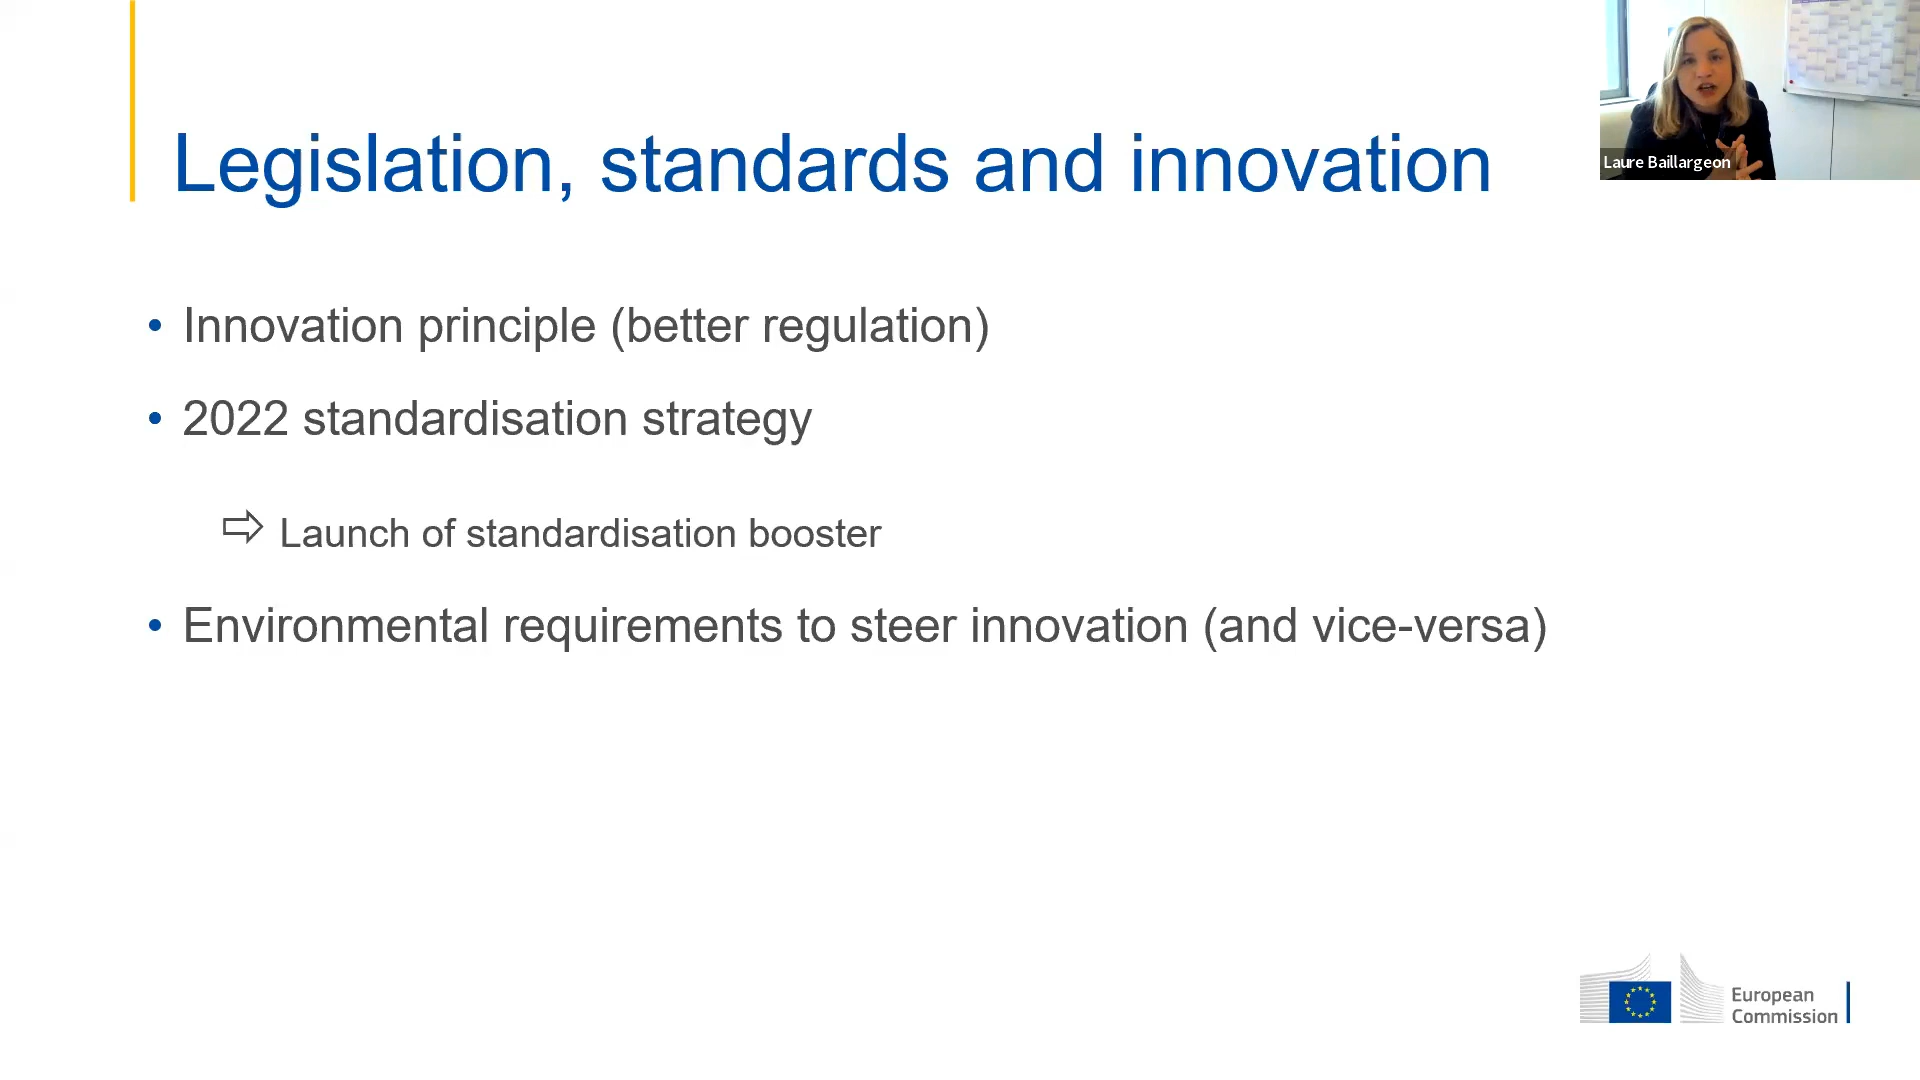 Legislation, standards and innovation
Laure Baillargeon
• Innovation principle (better regulation)
• 2022 standardisation strategy
⇨ Launch of standardisation booster
• Environmental requirements to steer innovation (and vice-versa)
European
Commission